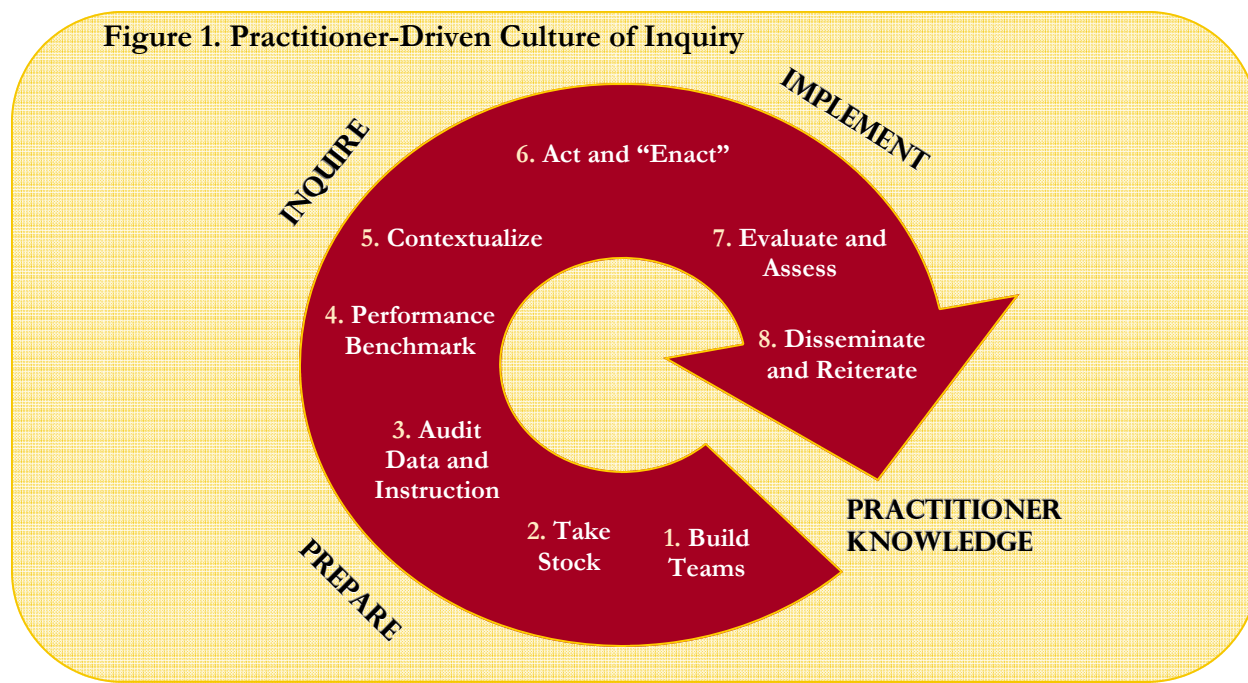 Figure 1. Practitioner-Driven Culture of Inquiry
IMPLEMENT
INQUIRE
6. Act and “Enact”
5. Contextualize
7. Evaluate and
Assess
4. Performance
Benchmark
8. Disseminate
and Reiterate
3. Audit
Data and
Instruction
PRACTITIONER
KNOWLEDGE
2. Take
Stock
1. Build
Teams
PREPARE